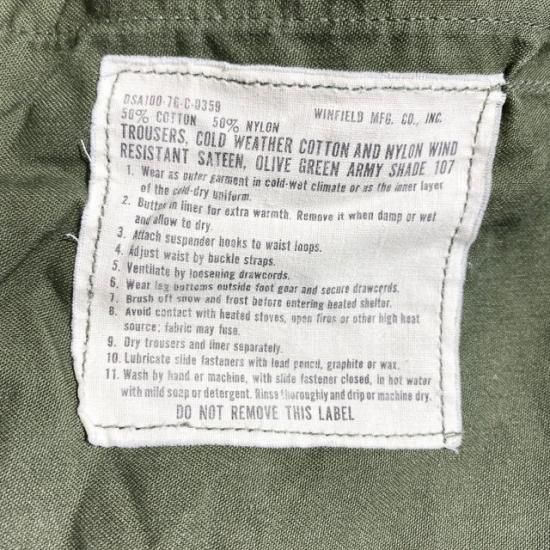 DSA100-76-C-0359
50% COTTON 50% NYLON WINFIELD MFG. CO., INC.
TROUSERS, COLD WEATHER COTTON AND NYLON WIND
RESISTANT SATEEN, OLIVE GREEN ARMY SHADE 107
1. Wear as outer garment in cold-wet climate or as the inner layer
of the cold-dry uniform.
2. Button in liner for extra warmth. Remove it when damp or wet
and allow to dry.
3. Attach suspender hooks to waist loops.
4. Adjust waist by buckle straps.
5. Ventilate by loosening drawcords.
6. Wear leg bottoms outside foot gear and secure drawcords.
7. Brush off snow and frost before entering heated shelter.
8. Avoid contact with heated stoves, open fires or other high heat
source; fabric may fuse.
9. Dry trousers and liner separately.
10. Lubricate slide fasteners with lead pencil, graphite or wax.
11. Wash by hand or machine, with slide fastener closed, in hot water
with mild soap or detergent. Rinse thoroughly and drip or machine dry.
DO NOT REMOVE THIS LABEL